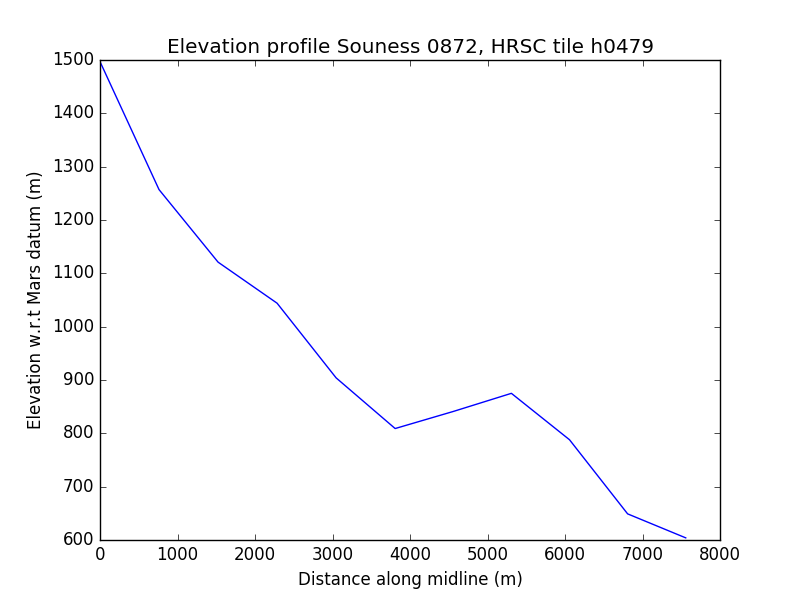 Elevation profile Souness 0872, HRSC tile h0479
1500
1400
1300
1200
1100
1000
900
800
700
600
Elevation w.r.t Mars datum (m)
0 1000 2000 3000 4000 5000 6000 7000 8000
Distance along midline (m)